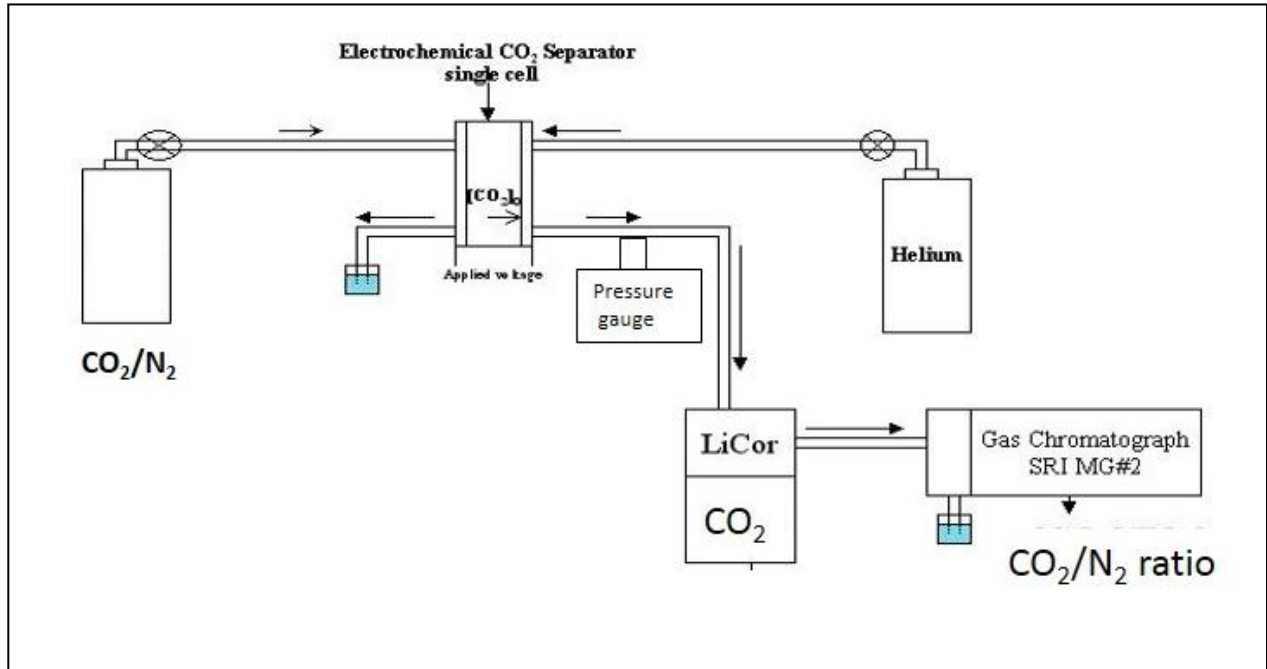 Electrochemical CO₂ Separator
single cell
[CO₂]₀
Applied voltage
Pressure
gauge
Helium
CO₂/N₂
LiCor
CO₂
Gas Chromatograph
SRI MG#2
CO₂/N₂ ratio